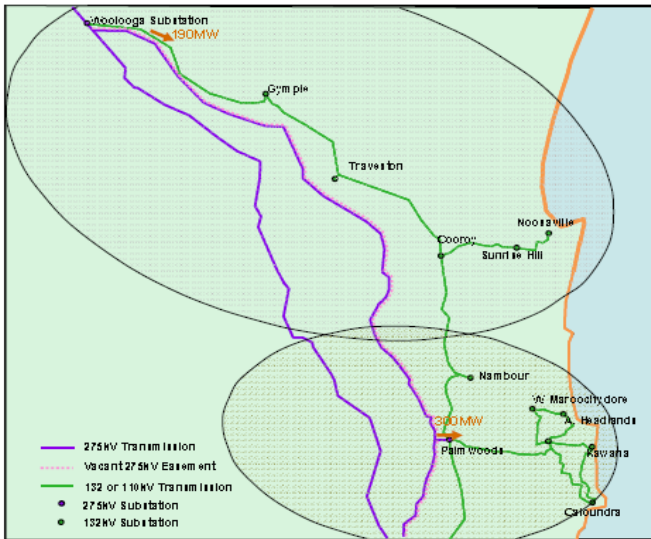 Woolooga Substation
190MW
Gympie
Traveston
Noosaville
Cooroy
Sunrise Hill
Nambour
W Maroochydore
A. Headlands
300MW
Palmwoods
Kawana
Caloundra
275kV Transmission
Vacant 275kV Easement
132 or 110kV Transmission
275kV Substation
132kV Substation